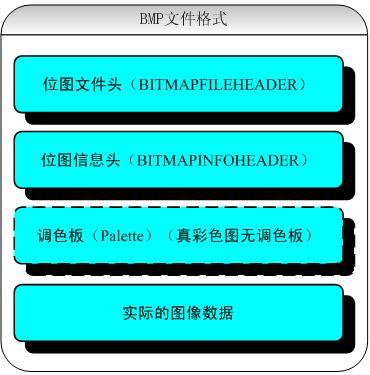 BMP文件格式
位图文件头（BITMAPFILEHEADER）
位图信息头（BITMAPINFOHEADER）
调色板（Palette）（真彩色图无调色板）
实际的图像数据